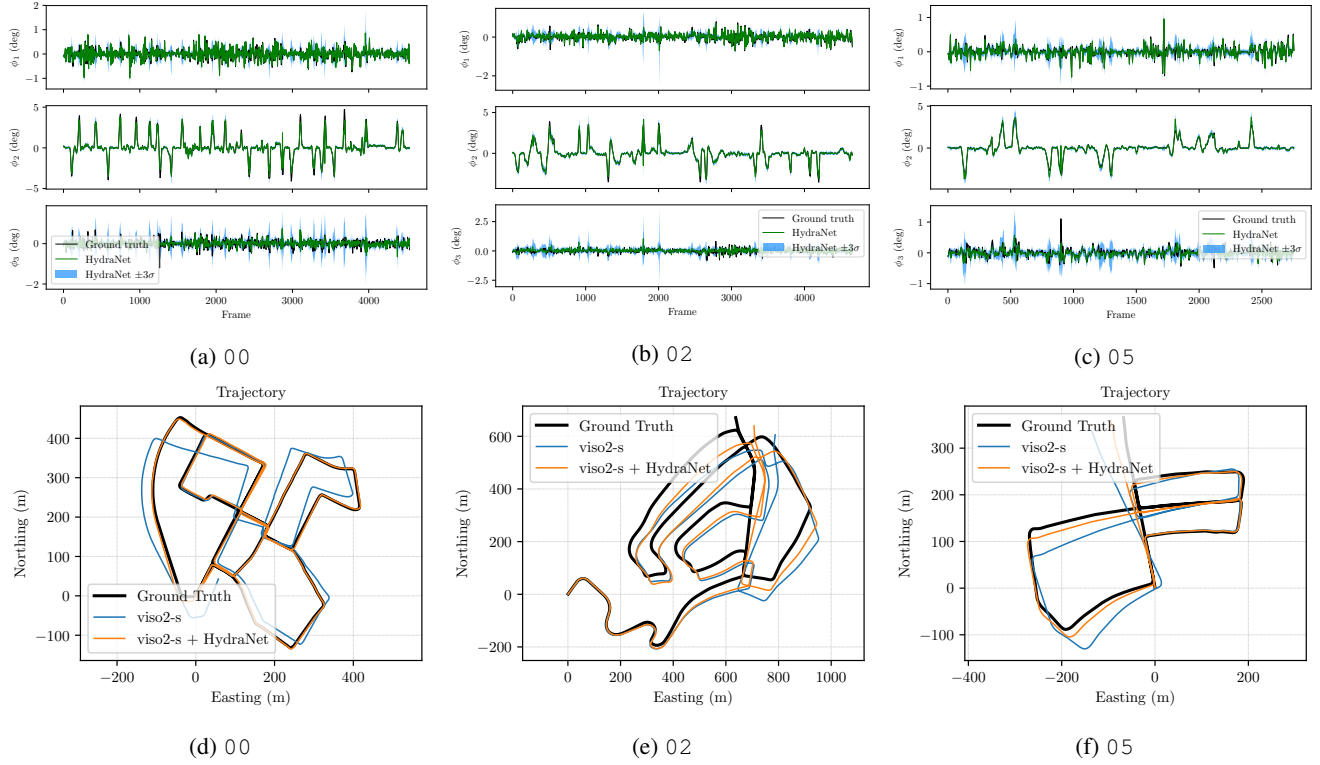 2
1
0
−1
ϕ1 (deg)
5
0
−5
ϕ2 (deg)
0
−2
ϕ3 (deg)
Ground truth
HydraNet
HydraNet ±3σ
0 1000 2000 3000 4000
Frame
(a) 00
0
−2
ϕ1 (deg)
5
0
ϕ2 (deg)
2.5
0.0
−2.5
ϕ3 (deg)
Ground truth
HydraNet
HydraNet ±3σ
0 1000 2000 3000 4000
Frame
(b) 02
1
0
−1
ϕ1 (deg)
5
0
−5
ϕ2 (deg)
1
0
−1
ϕ3 (deg)
Ground truth
HydraNet
HydraNet ±3σ
0 500 1000 1500 2000 2500
Frame
(c) 05
Trajectory
400
300
200
100
0
−100
Northing (m)
Ground Truth
viso2-s
viso2-s + HydraNet
−200 0 200 400
Easting (m)
(d) 00
Trajectory
600
400
200
0
−200
Northing (m)
Ground Truth
viso2-s
viso2-s + HydraNet
0 200 400 600 800 1000
Easting (m)
(e) 02
Trajectory
300
200
100
0
−100
Northing (m)
Ground Truth
viso2-s
viso2-s + HydraNet
−400 −200 0 200
Easting (m)
(f) 05